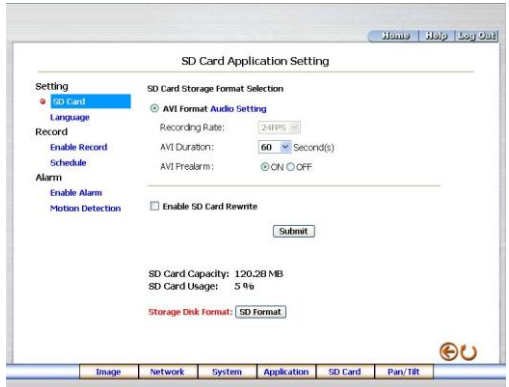 Home Help Log Out
SD Card Application Setting
Setting
SD Card
Language
Record
Enable Record
Schedule
Alarm
Enable Alarm
Motion Detection
SD Card Storage Format Selection
AVI Format Audio Setting
Recording Rate: 24FPS
AVI Duration: 60 Second(s)
AVI Prealarm: ON OFF
Enable SD Card Rewrite
Submit
SD Card Capacity: 120.28 MB
SD Card Usage: 5 %
Storage Disk Format: SD Format
Image Network System Application SD Card Pan/Tilt